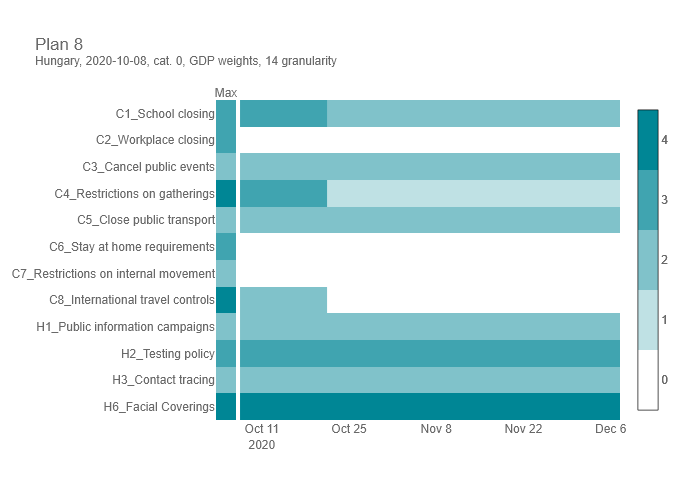 Plan 8
Hungary, 2020-10-08, cat. 0, GDP weights, 14 granularity
Max
C1_School closing
C2_Workplace closing
C3_Cancel public events
C4_Restrictions on gatherings
C5_Close public transport
C6_Stay at home requirements
C7_Restrictions on internal movement
C8_International travel controls
H1_Public information campaigns
H2_Testing policy
H3_Contact tracing
H6_Facial Coverings
Oct 11 Oct 25 Nov 8 Nov 22 Dec 6
2020
4
3
2
1
0